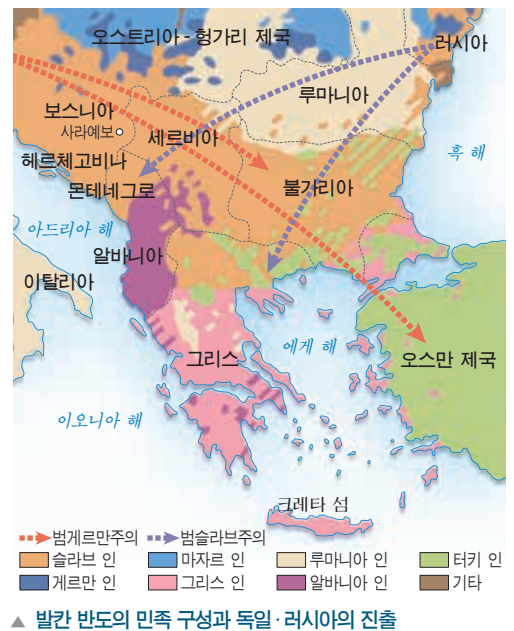 오스트리아 - 헝가리 제국
러시아
루마니아
보스니아
사라예보
세르비아
흑 해
헤르체고비나
몬테네그로
불가리아
아드리아 해
알바니아
이탈리아
에게 해
그리스
오스만 제국
이오니아 해
크레타 섬
범게르만주의 범슬라브주의
슬라브 인 마자르 인 루마니아 인 터키 인
게르만 인 그리스 인 알바니아 인 기타
▲ 발칸 반도의 민족 구성과 독일·러시아의 진출